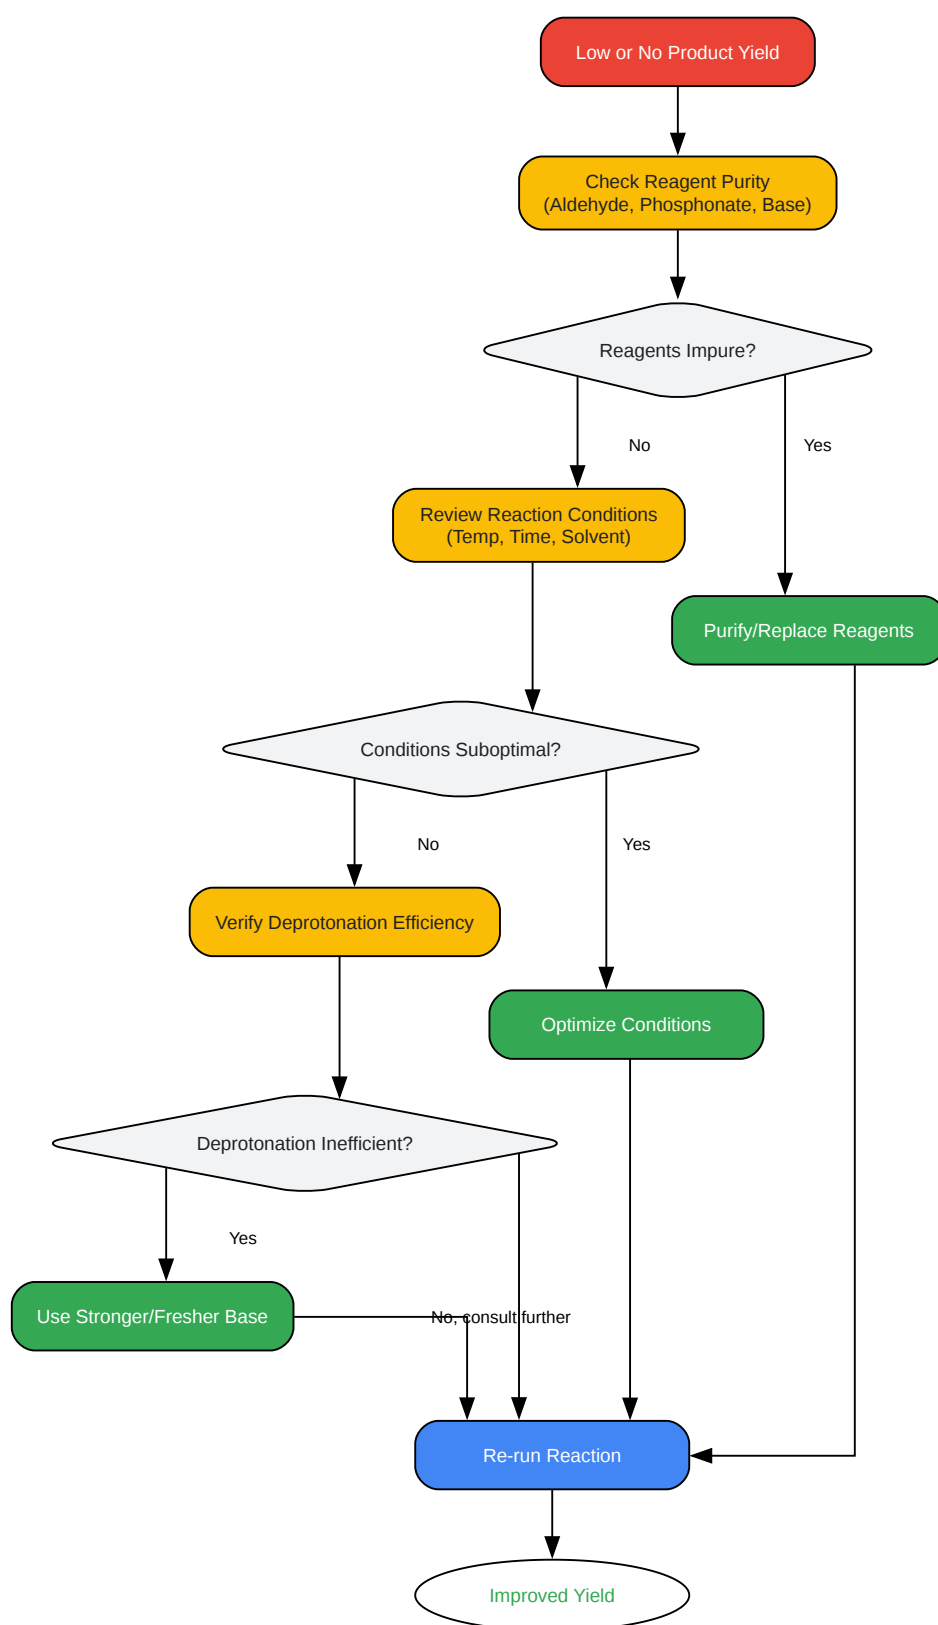 Low or No Product Yield
Check Reagent Purity
(Aldehyde, Phosphonate, Base)
Reagents Impure?
No
Yes
Review Reaction Conditions
(Temp, Time, Solvent)
Purify/Replace Reagents
Conditions Suboptimal?
No
Yes
Verify Deprotonation Efficiency
Optimize Conditions
Deprotonation Inefficient?
Yes
Use Stronger/Fresher Base
No, consult further
Re-run Reaction
Improved Yield